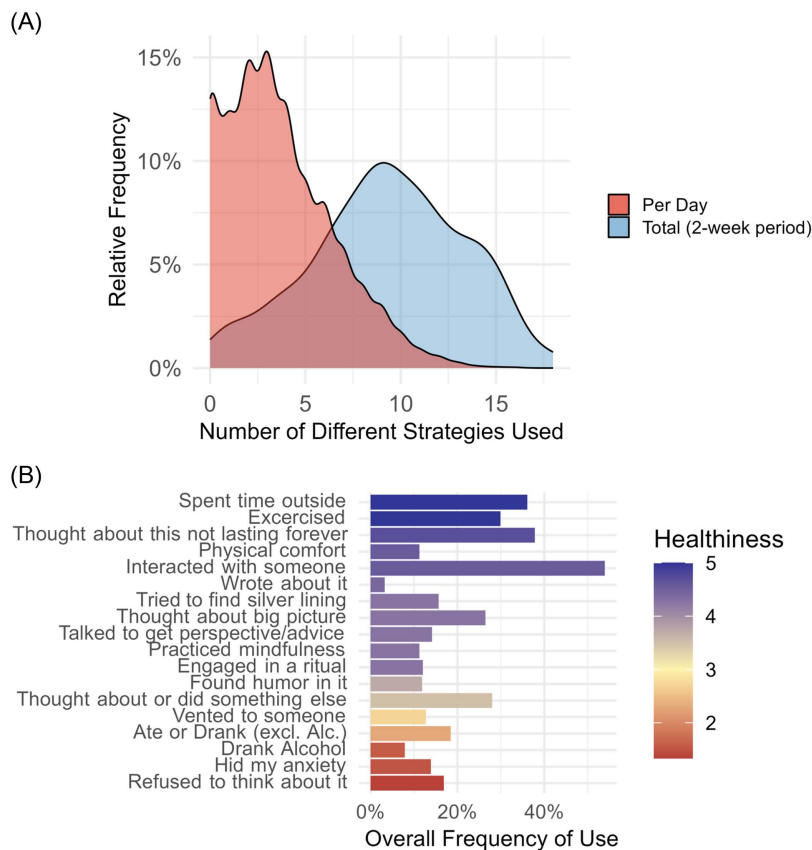 (A)
15%
10%
5%
0%
Relative Frequency
0 5 10 15
Number of Different Strategies Used
Per Day
Total (2-week period)
(B)
Spent time outside
Excercised
Thought about this not lasting forever
Physical comfort
Interacted with someone
Wrote about it
Tried to find silver lining
Thought about big picture
Talked to get perspective/advice
Practiced mindfulness
Engaged in a ritual
Found humor in it
Thought about or did something else
Vented to someone
Ate or Drank (excl. Alc.)
Drank Alcohol
Hid my anxiety
Refused to think about it
0% 20% 40%
Overall Frequency of Use
Healthiness
5
4
3
2